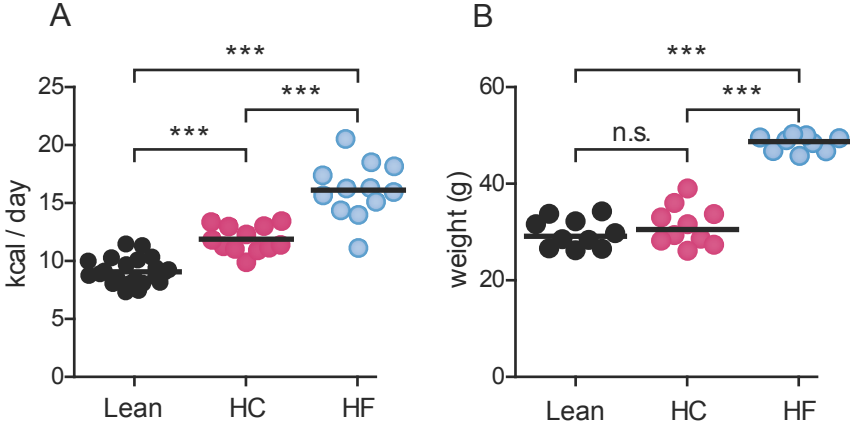 A
B
***
***
***
***
***
n.s.
kcal / day
25
20
15
10
5
0
Lean
HC
HF
weight (g)
60
40
20
0
Lean
HC
HF